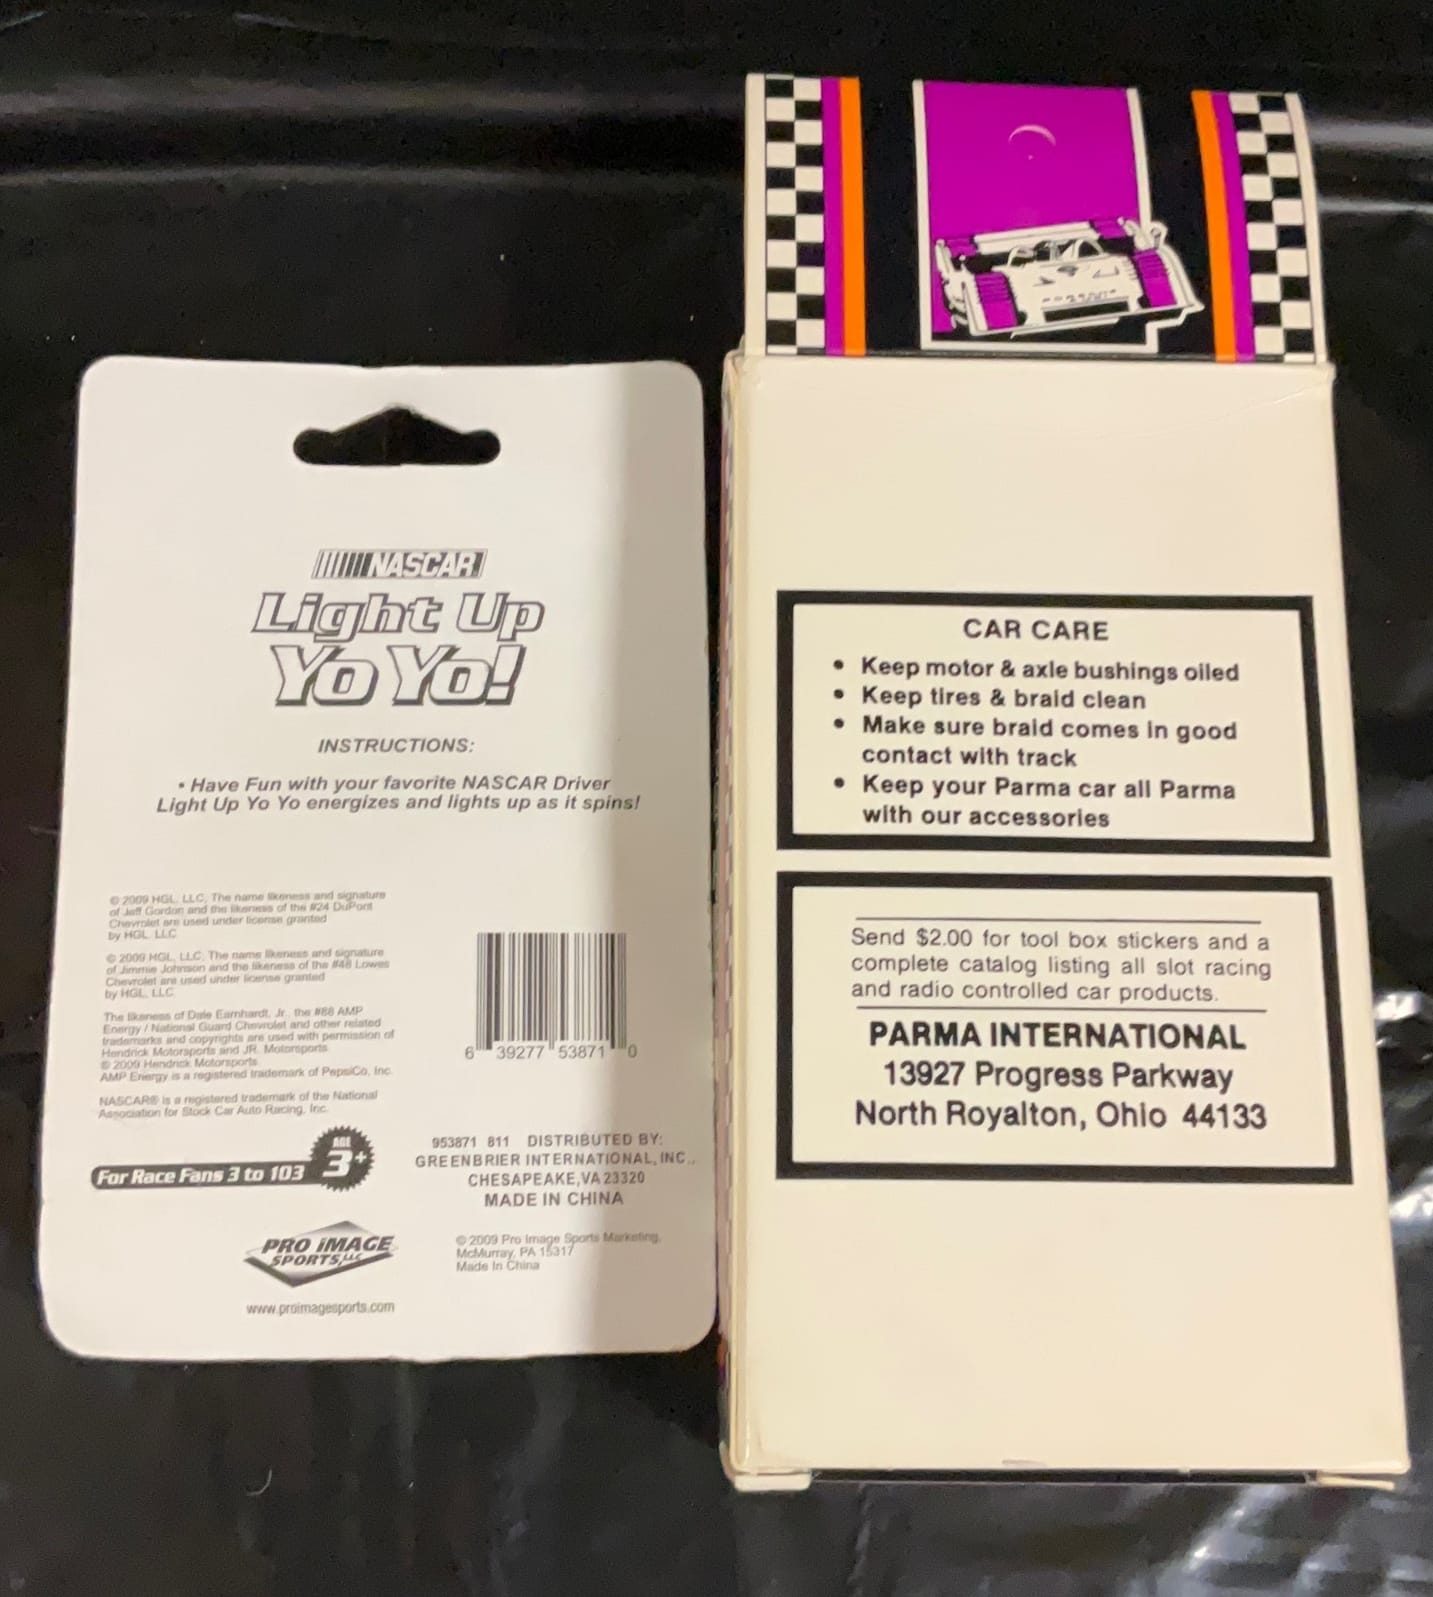 NASCAR
Light Up
Yo Yo!
INSTRUCTIONS:
• Have Fun with your favorite NASCAR Driver
Light Up Yo Yo energizes and lights up as it spins!
© 2009 HGL, LLC, The name likeness and signature
of Jeff Gordon and the likeness of the #24 DuPont
Chevrolet are used under license granted
by HGL, LLC
© 2009 HGL, LLC, The name likeness and signature
of Jimmie Johnson and the likeness of the #48 Lowes
Chevrolet are used under license granted
by HGL, LLC
The likeness of Dale Earnhardt, Jr., the #88 AMP
Energy / National Guard Chevrolet and other related
trademarks and copyrights are used with permission of
Hendrick Motorsports and JR. Motorsports.
© 2009 Hendrick Motorsports
AMP Energy is a registered trademark of PepsiCo, Inc.
NASCAR® is a registered trademark of the National
Association for Stock Car Auto Racing, Inc.
6 39277 53871 0
AGE
3+
For Race Fans 3 to 103
953871 811 DISTRIBUTED BY:
GREENBRIER INTERNATIONAL, INC.,
CHESAPEAKE, VA 23320
MADE IN CHINA
PRO IMAGE
SPORTS, LLC
www.proimagesports.com
© 2009 Pro Image Sports Marketing,
McMurray, PA 15317
Made In China
CAR CARE
• Keep motor & axle bushings oiled
• Keep tires & braid clean
• Make sure braid comes in good
contact with track
• Keep your Parma car all Parma
with our accessories
Send $2.00 for tool box stickers and a
complete catalog listing all slot racing
and radio controlled car products.
PARMA INTERNATIONAL
13927 Progress Parkway
North Royalton, Ohio 44133